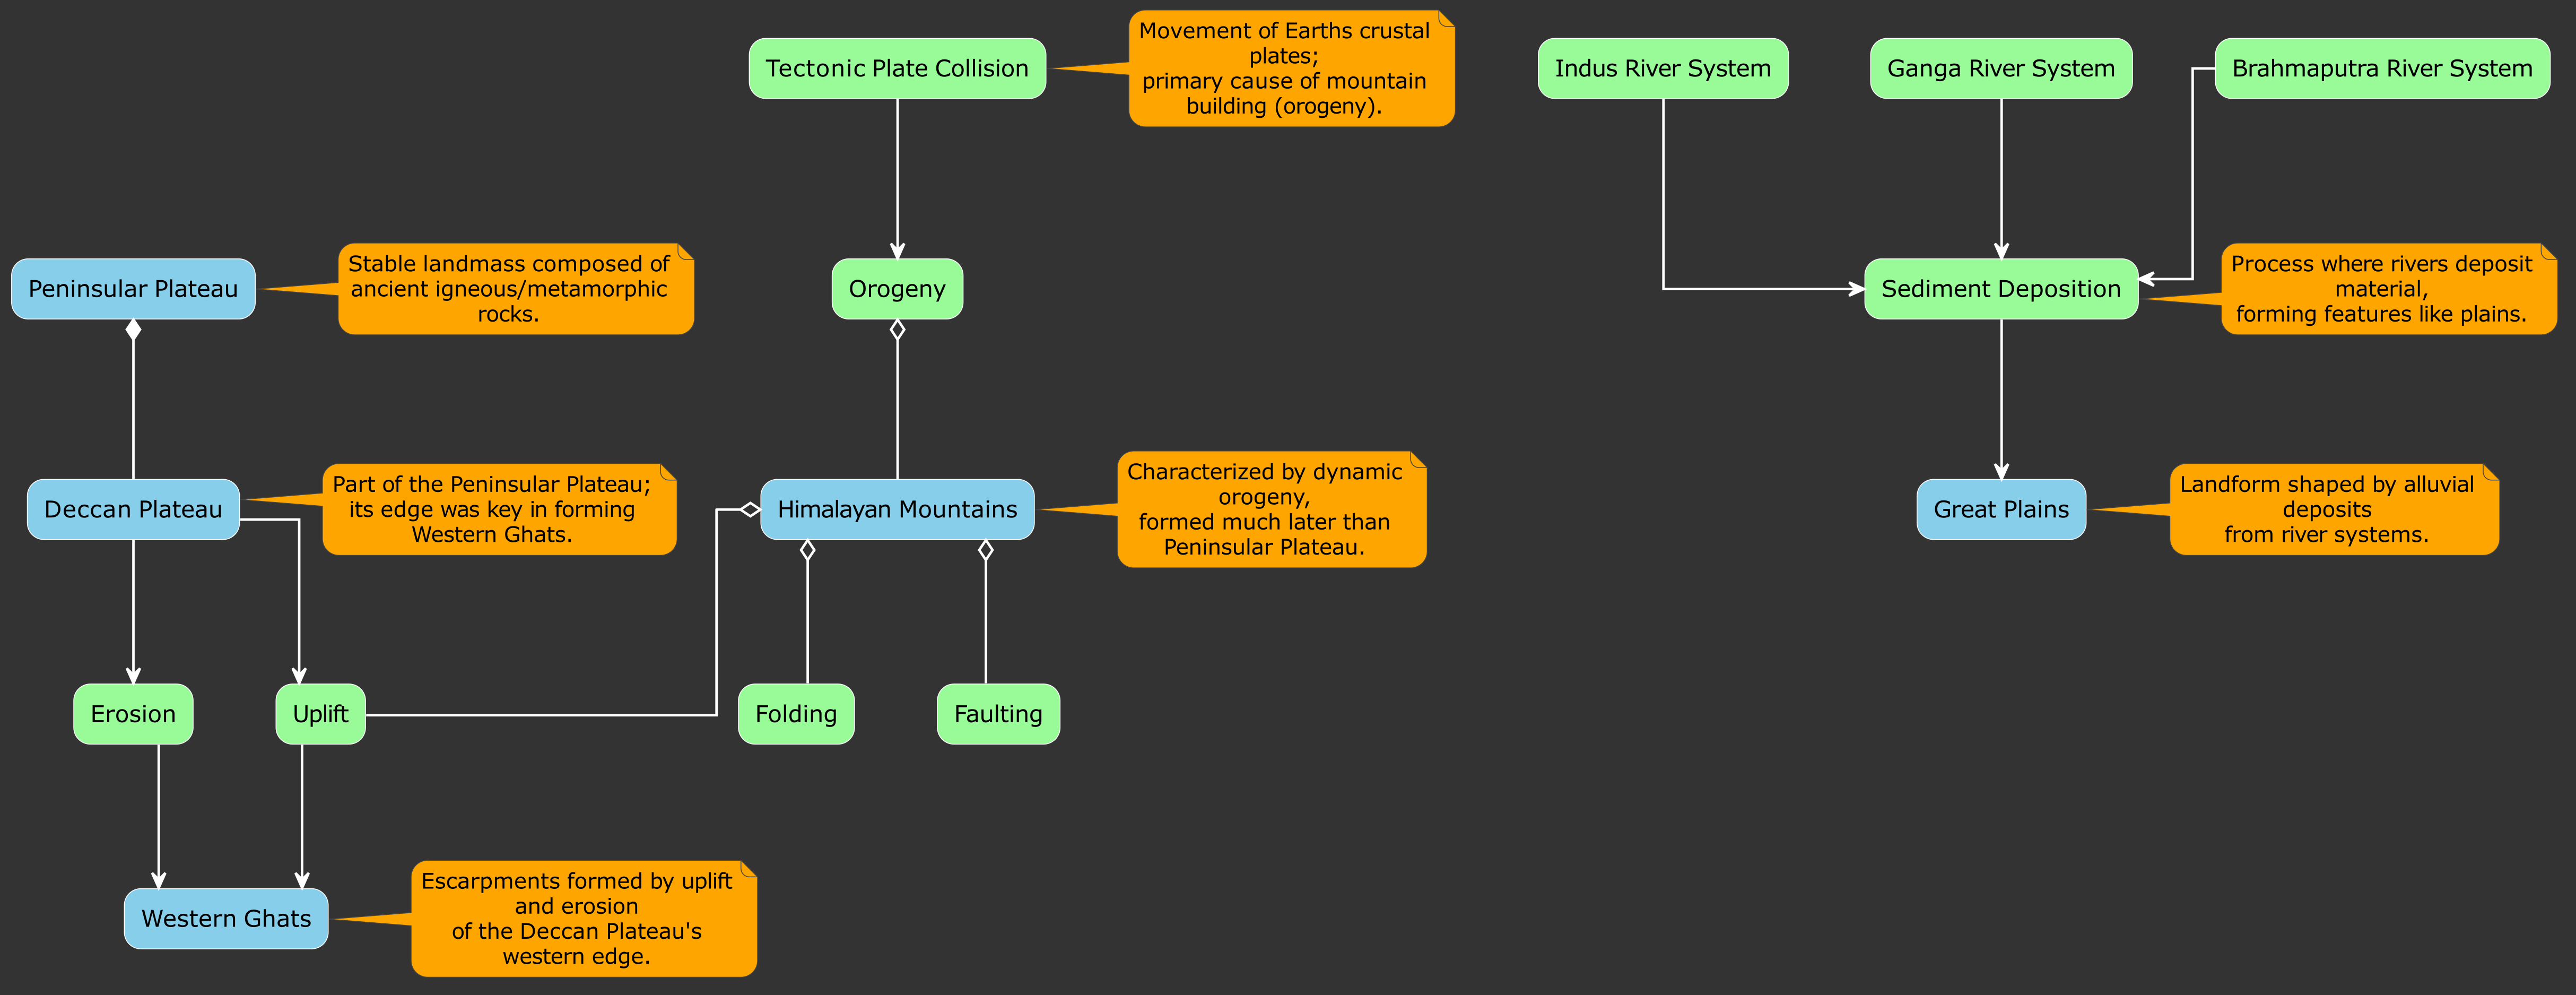 Tectonic Plate Collision
Movement of Earths crustal
plates;
primary cause of mountain
building (orogeny).
Indus River System
Ganga River System
Brahmaputra River System
Peninsular Plateau
Stable landmass composed of
ancient igneous/metamorphic
rocks.
Orogeny
Sediment Deposition
Process where rivers deposit
material,
forming features like plains.
Deccan Plateau
Part of the Peninsular Plateau;
its edge was key in forming
Western Ghats.
Himalayan Mountains
Characterized by dynamic
orogeny,
formed much later than
Peninsular Plateau.
Great Plains
Landform shaped by alluvial
deposits
from river systems.
Erosion
Uplift
Folding
Faulting
Western Ghats
Escarpments formed by uplift
and erosion
of the Deccan Plateau's
western edge.